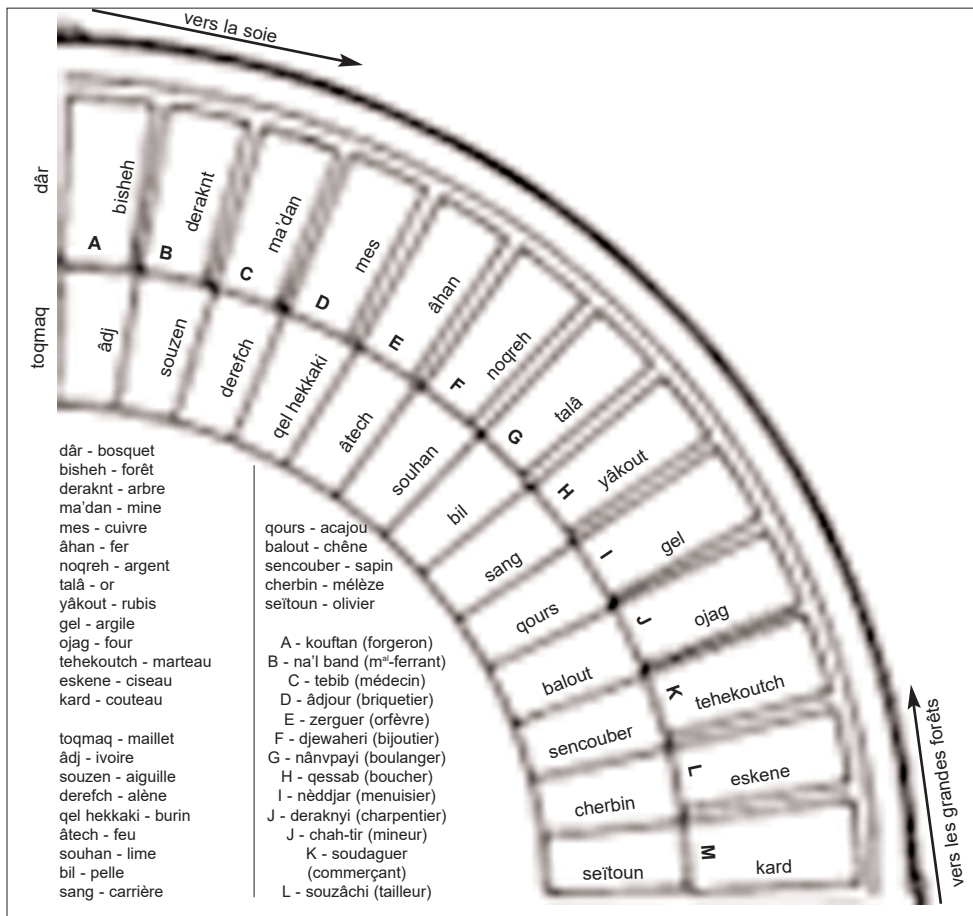 vers la soie
dâr
toqmaq
bisheh
deraknt
ma'dan
mes
âhan
noqreh
talâ
yâkout
gel
ojag
tehekoutch
eskene
kard
A
B
C
D
E
F
G
H
I
J
K
L
M
âdj
souzen
derefch
qel hekkaki
âtech
souhan
bil
sang
qours
balout
sencouber
cherbin
seïtoun
vers les grandes forêts
dâr - bosquet
bisheh - forêt
deraknt - arbre
ma'dan - mine
mes - cuivre
âhan - fer
noqreh - argent
talâ - or
yâkout - rubis
gel - argile
ojag - four
tehekoutch - marteau
eskene - ciseau
kard - couteau
toqmaq - maillet
âdj - ivoire
souzen - aiguille
derefch - alène
qel hekkaki - burin
âtech - feu
souhan - lime
bil - pelle
sang - carrière
qours - acajou
balout - chêne
sencouber - sapin
cherbin - mélèze
seïtoun - olivier
A - kouftan (forgeron)
B - na'l band (mal-ferrant)
C - tebib (médecin)
D - âdjour (briquetier)
E - zerguer (orfèvre)
F - djewaheri (bijoutier)
G - nânvpayi (boulanger)
H - qessab (boucher)
I - nèddjar (menuisier)
J - deraknyi (charpentier)
J - chah-tir (mineur)
K - soudaguer
(commerçant)
L - souzâchi (tailleur)